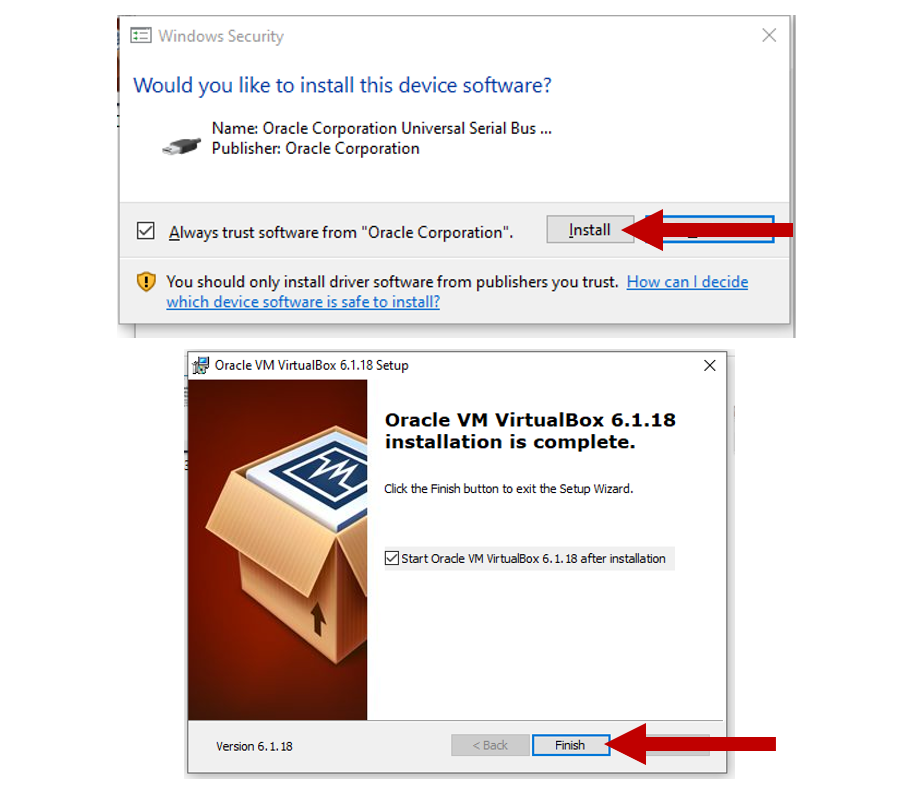 Windows Security
Would you like to install this device software?
Name: Oracle Corporation Universal Serial Bus ...
Publisher: Oracle Corporation
Always trust software from "Oracle Corporation".
Install
You should only install driver software from publishers you trust. How can I decide
which device software is safe to install?
Oracle VM VirtualBox 6.1.18 Setup
Oracle VM VirtualBox 6.1.18
installation is complete.
Click the Finish button to exit the Setup Wizard.
Start Oracle VM VirtualBox 6.1.18 after installation
Version 6.1.18
< Back
Finish